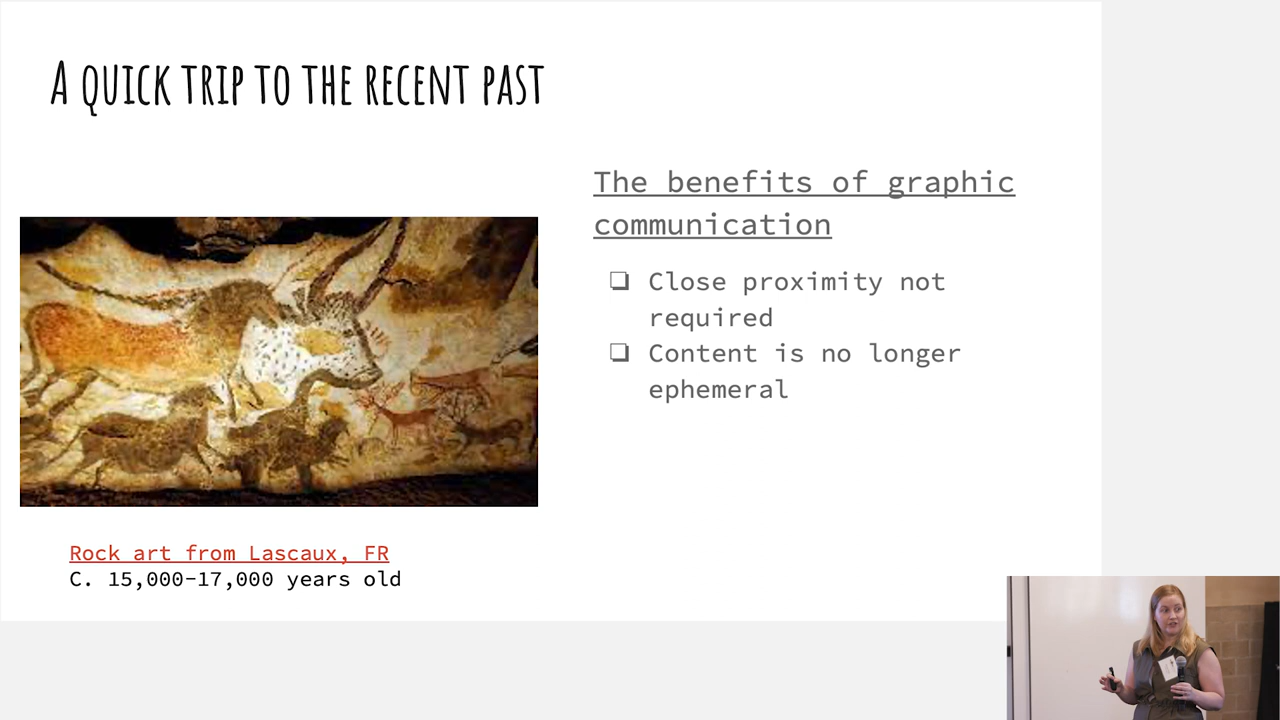 A QUICK TRIP TO THE RECENT PAST
The benefits of graphic
communication
❏ Close proximity not
required
❏ Content is no longer
ephemeral
Rock art from Lascaux, FR
C. 15,000-17,000 years old